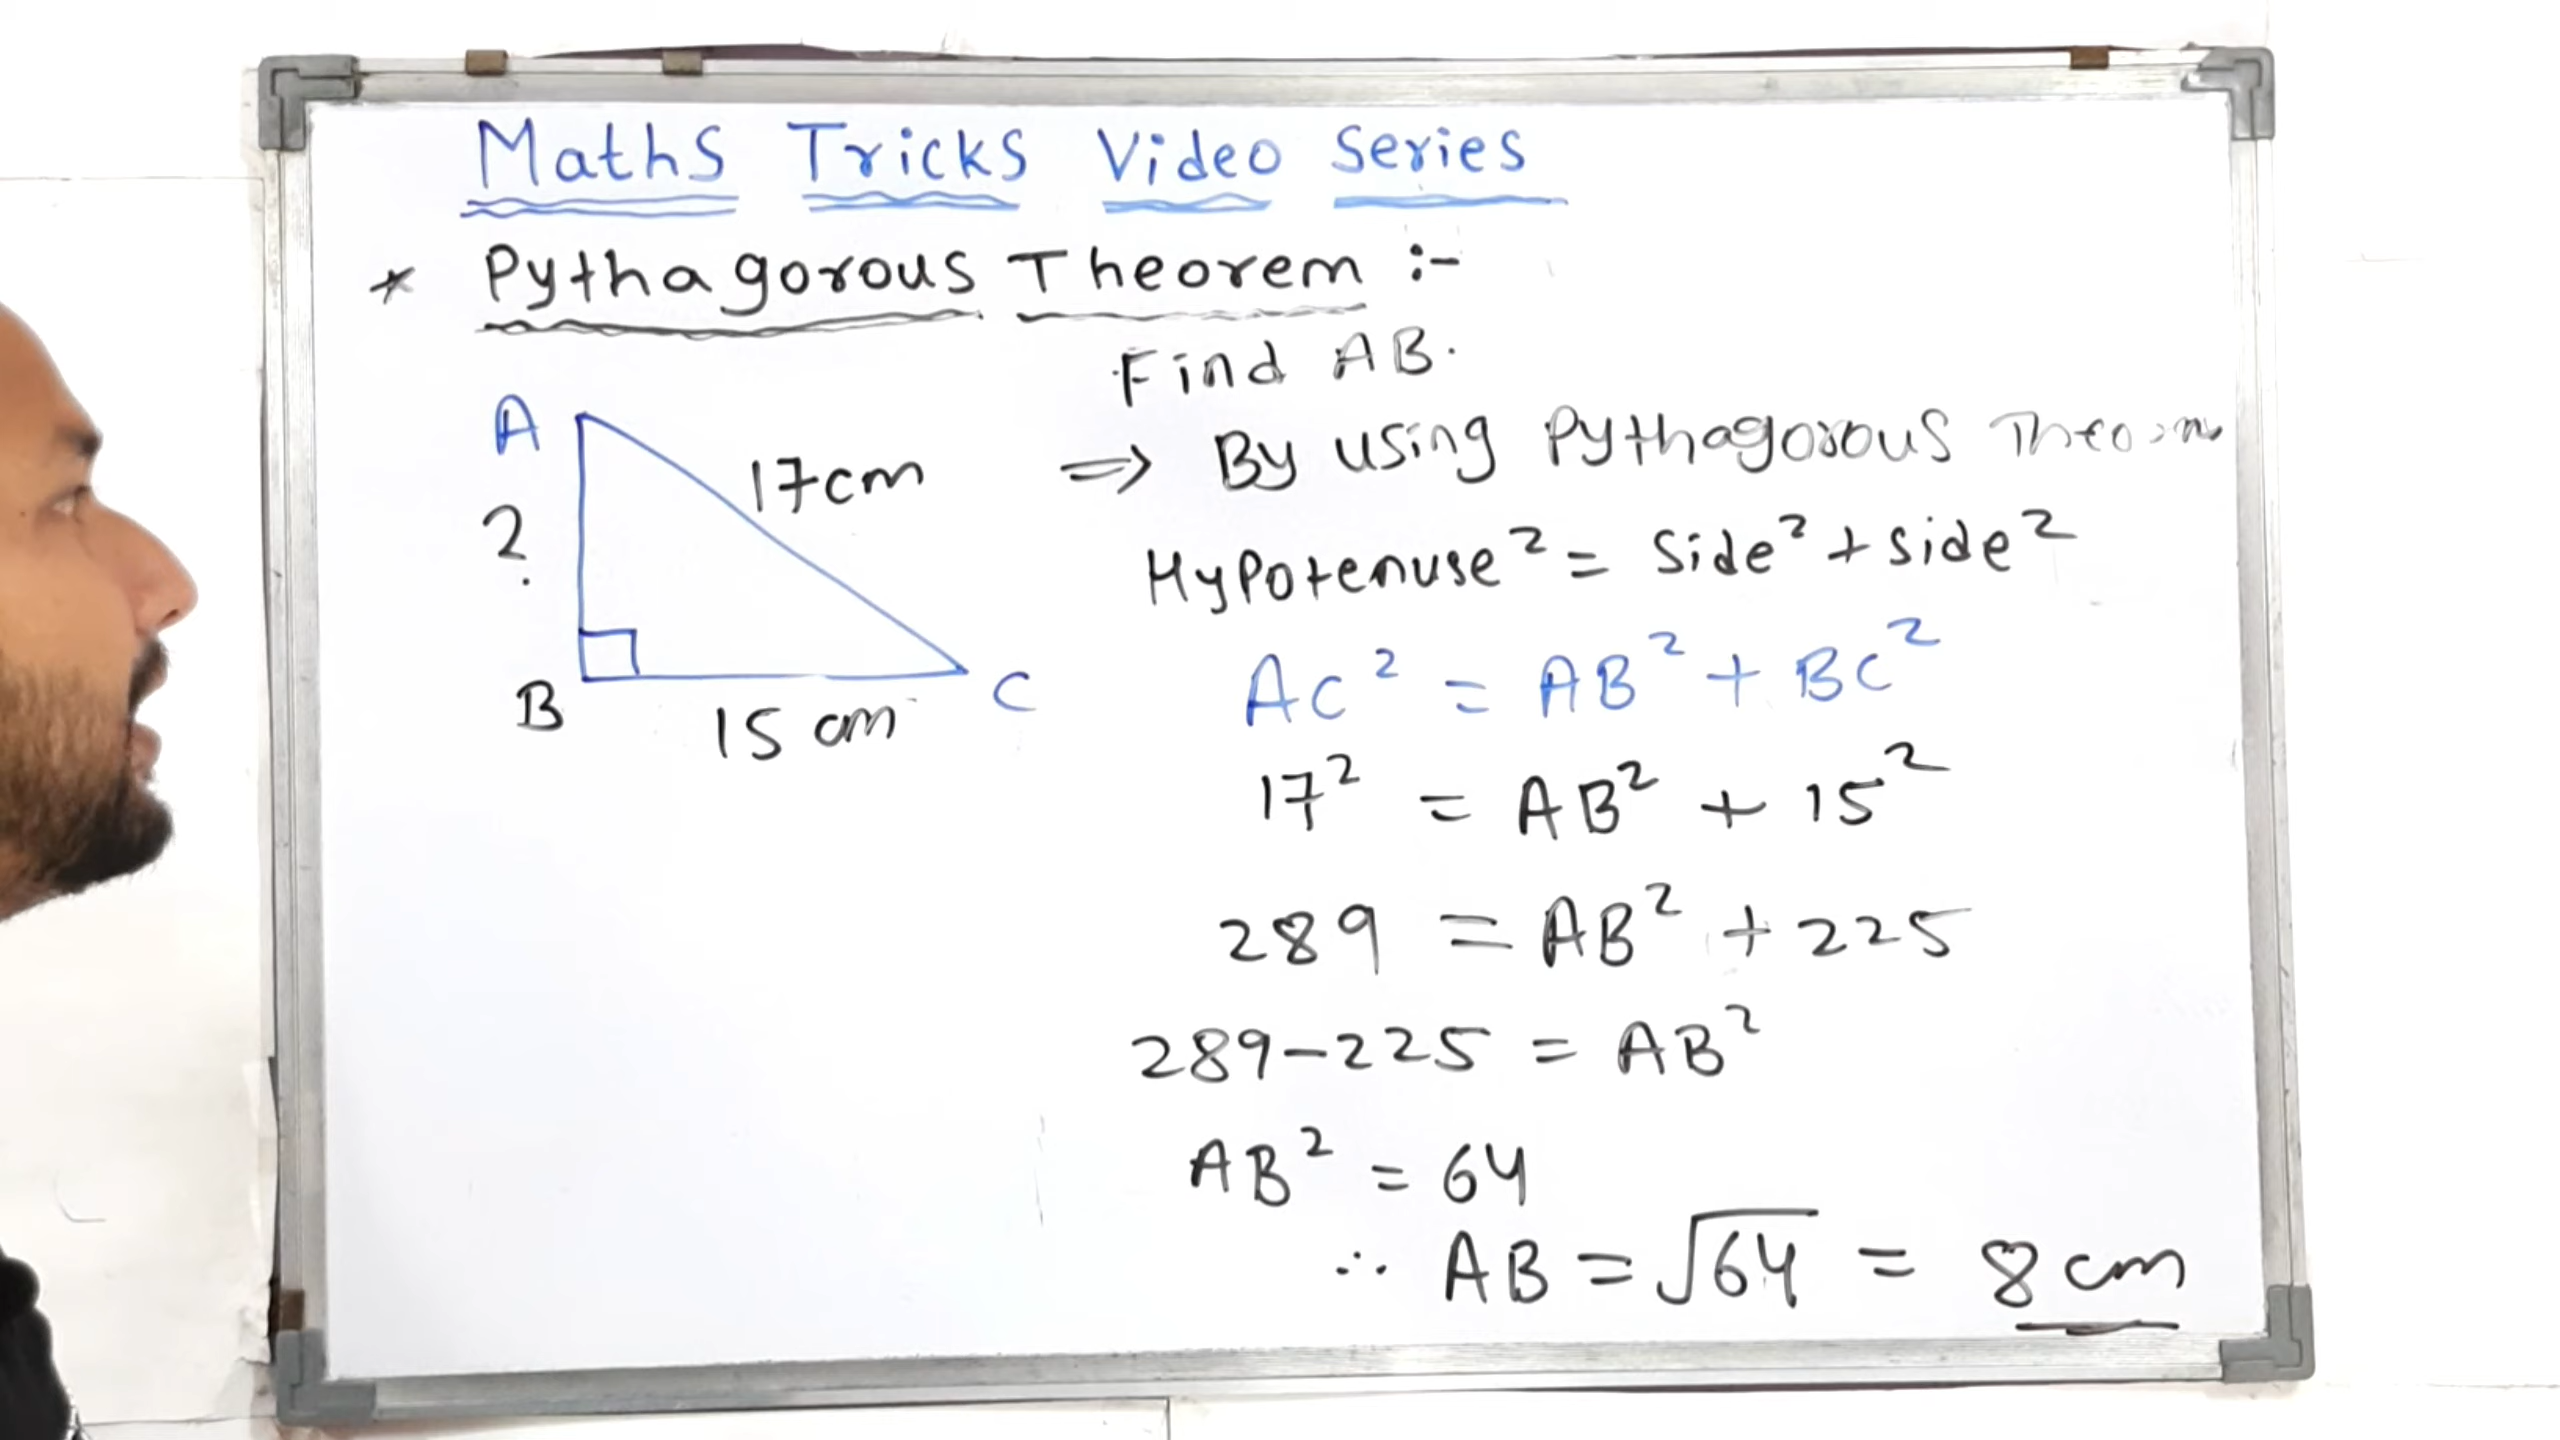 Maths Tricks Video Series
* Pythagorous Theorem :-
Find AB.
A
17cm
?
B
15 cm
C
=> By using Pythagorous
Hypotenuse² = Side² + side²
AC² = AB² + BC²
17² = AB² + 15²
289 = AB² + 225
289-225 = AB²
AB² = 64
∴ AB = √64 = 8 cm